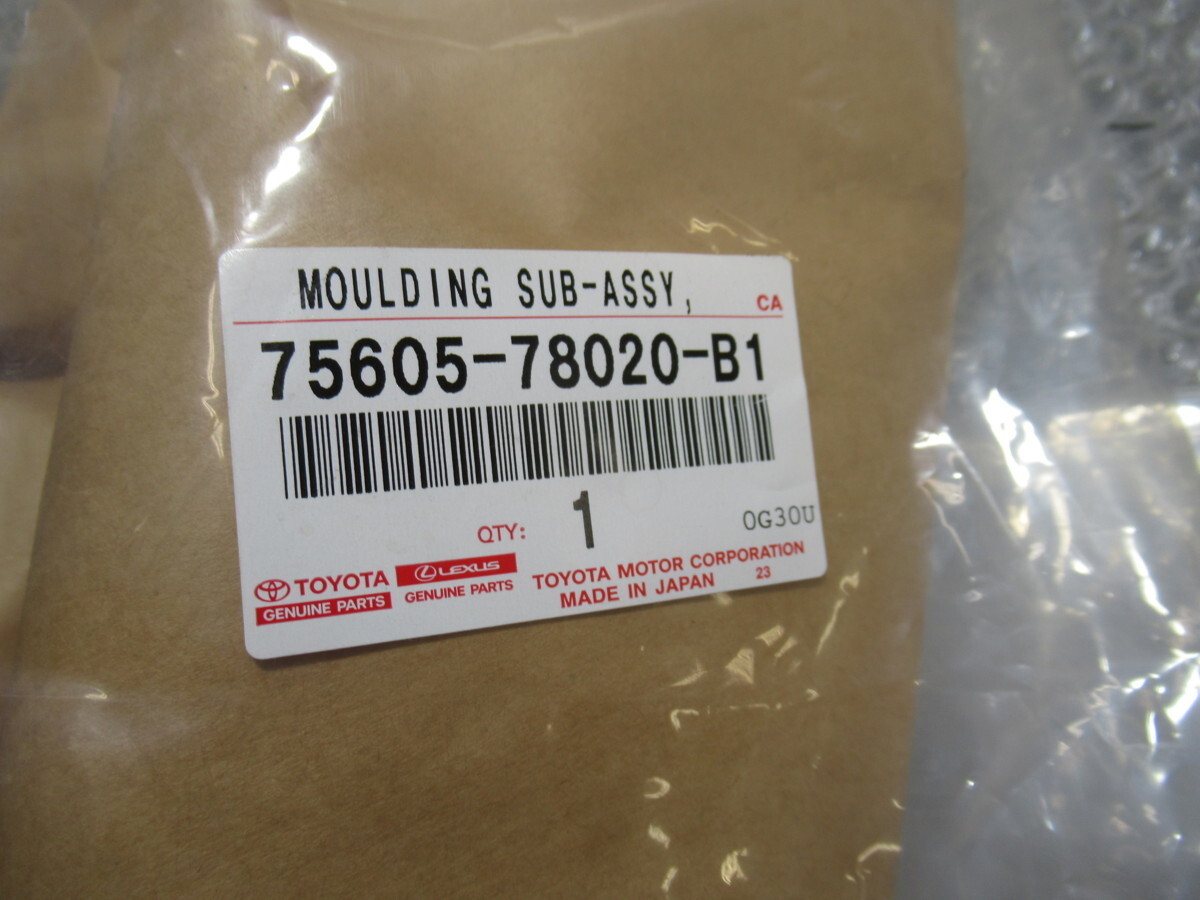 MOULDING SUB-ASSY,
CA
75605-78020-B1
QTY: 1
0G30U
TOYOTA
GENUINE PARTS
LEXUS
GENUINE PARTS
TOYOTA MOTOR CORPORATION
MADE IN JAPAN 23